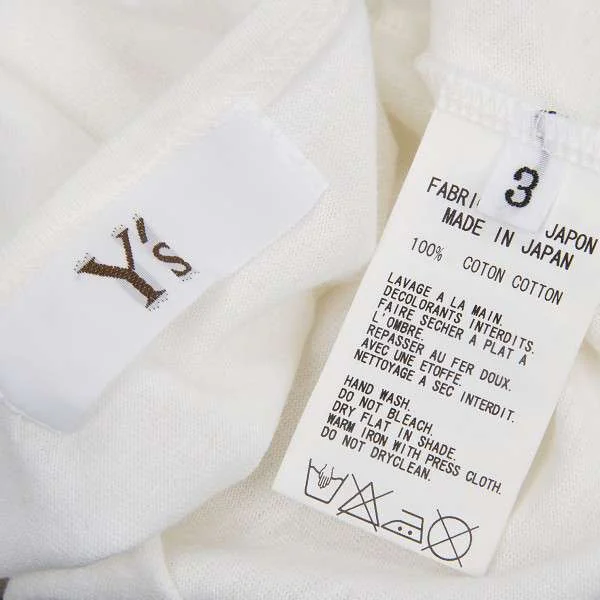 Y's
3
FABRI JAPON
MADE IN JAPAN
100% COTON COTTON
LAVAGE A LA MAIN.
DECOLORANTS INTERDITS.
FAIRE SECHER A PLAT A
L'OMBRE.
REPASSER AU FER DOUX.
AVEC UNE ETOFFE.
NETTOYAGE A SEC INTERDIT.
HAND WASH.
DO NOT BLEACH.
DRY FLAT IN SHADE.
WARM IRON WITH PRESS CLOTH.
DO NOT DRYCLEAN.